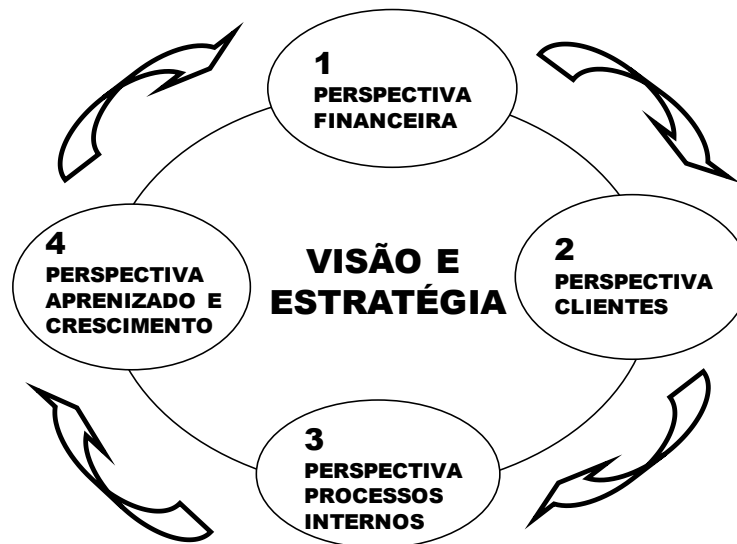 1
PERSPECTIVA
FINANCEIRA
2
PERSPECTIVA
CLIENTES
3
PERSPECTIVA
PROCESSOS
INTERNOS
4
PERSPECTIVA
APRENIZADO E
CRESCIMENTO
VISÃO E
ESTRATÉGIA